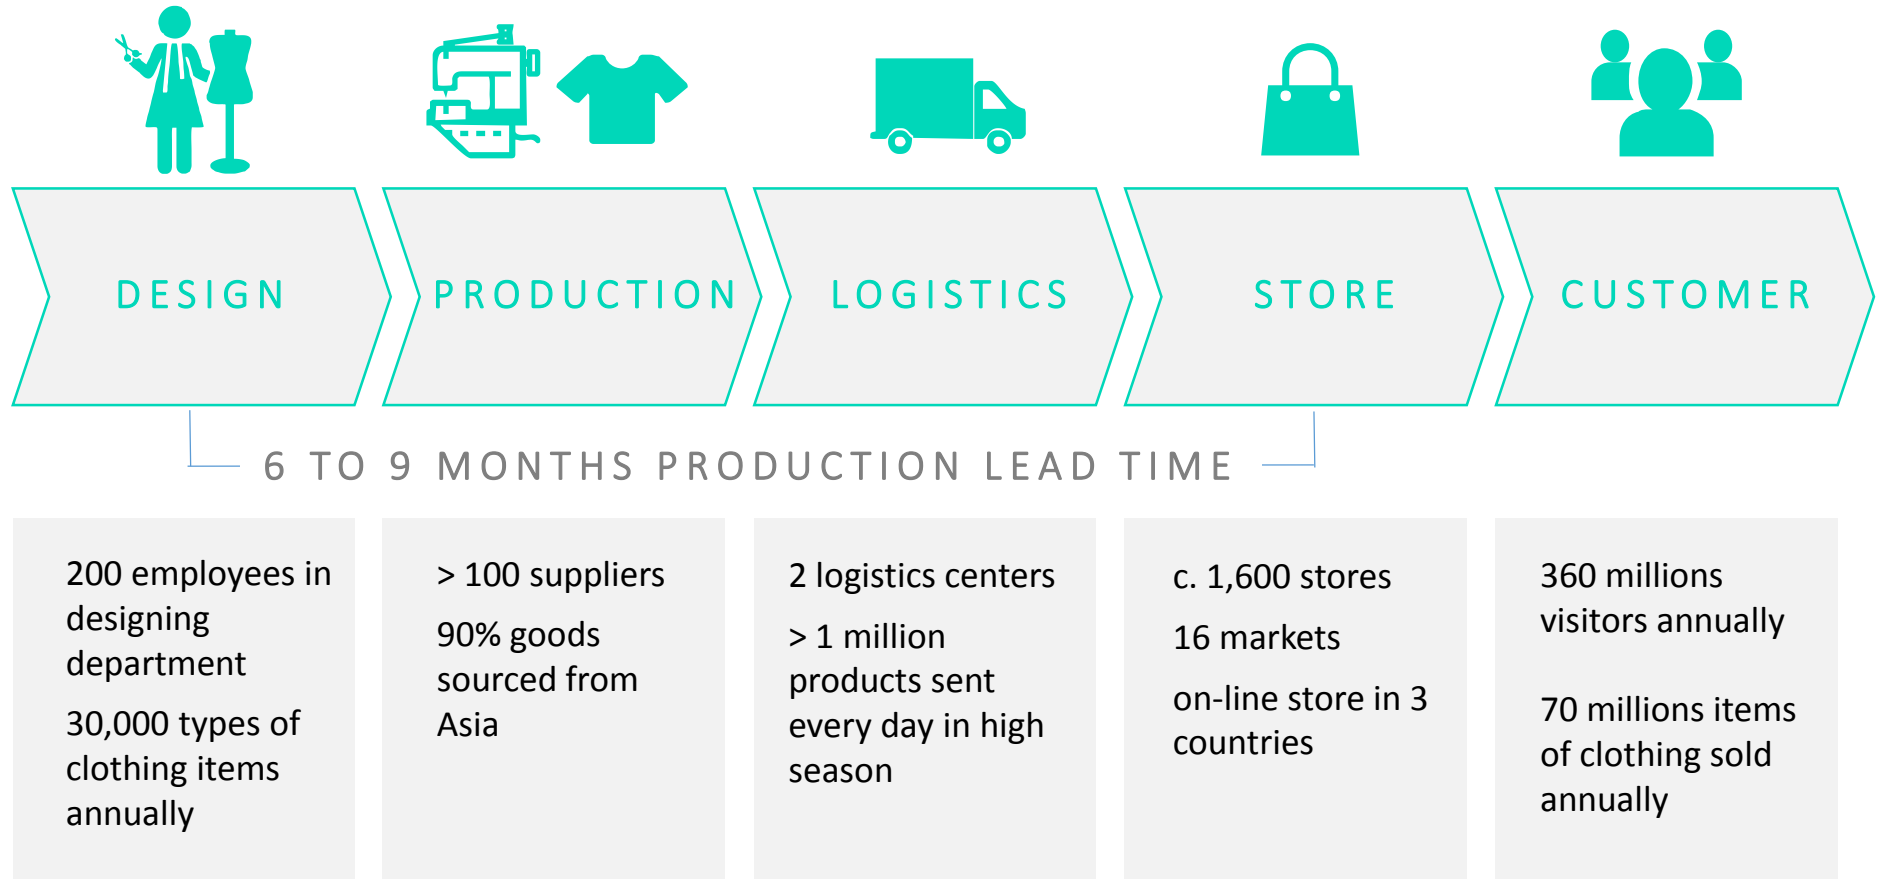 DESIGN
PRODUCTION
LOGISTICS
STORE
CUSTOMER
6 TO 9 MONTHS PRODUCTION LEAD TIME
200 employees in
designing
department
30,000 types of
clothing items
annually
> 100 suppliers
90% goods
sourced from
Asia
2 logistics centers
> 1 million
products sent
every day in high
season
c. 1,600 stores
16 markets
on-line store in 3
countries
360 millions
visitors annually
70 millions items
of clothing sold
annually